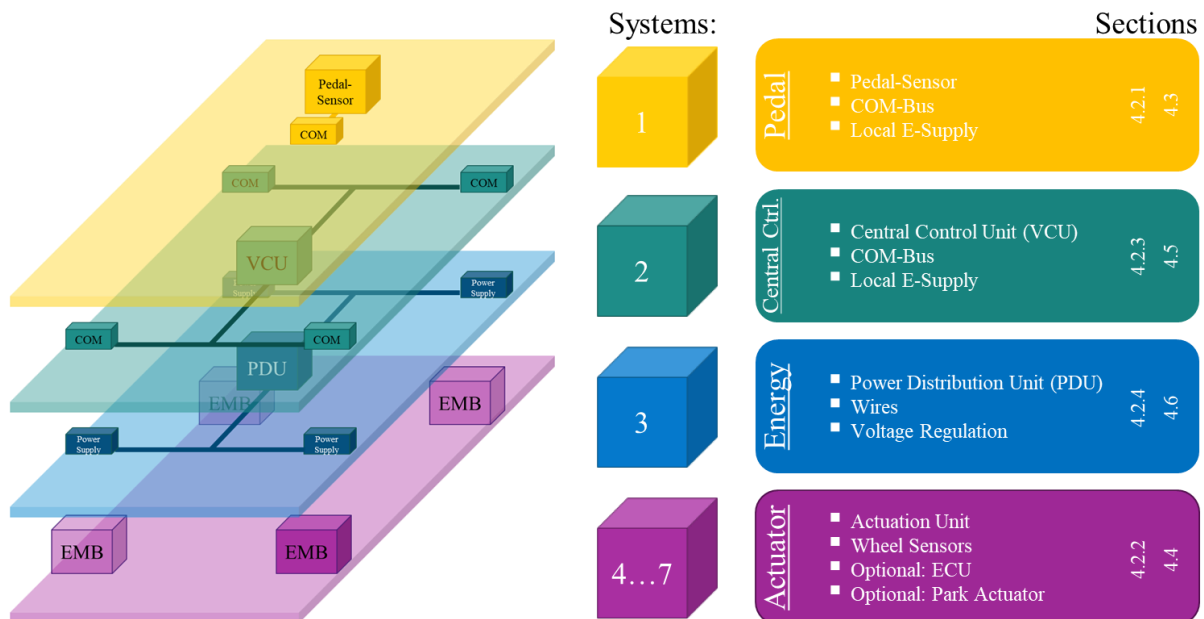 Systems:
Sections
Pedal-
Sensor
COM
COM
COM
VCU
Power
Supply
Power
Supply
COM
COM
PDU
EMB
EMB
Power
Supply
Power
Supply
EMB
EMB
1
Pedal
Pedal-Sensor
COM-Bus
Local E-Supply
4.2.1
4.3
2
Central Ctrl.
Central Control Unit (VCU)
COM-Bus
Local E-Supply
4.2.3
4.5
3
Energy
Power Distribution Unit (PDU)
Wires
Voltage Regulation
4.2.4
4.6
4…7
Actuator
Actuation Unit
Wheel Sensors
Optional: ECU
Optional: Park Actuator
4.2.2
4.4